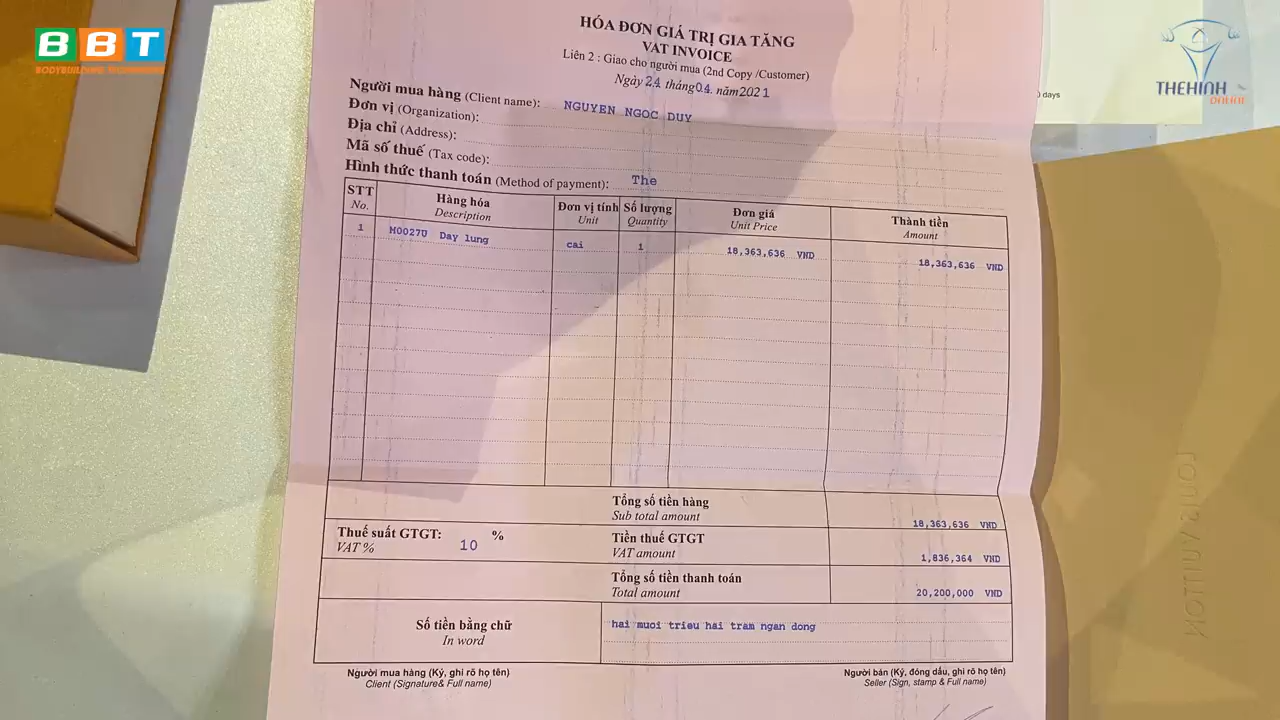 BBT
BODYBUILDING TECHNOLOGY
THEHINH
ONLINE
days
HÓA ĐƠN GIÁ TRỊ GIA TĂNG
VAT INVOICE
Liên 2 : Giao cho người mua (2nd Copy /Customer)
Ngày 24 tháng 04. năm 2021
Người mua hàng (Client name): NGUYEN NGOC DUY
Đơn vị (Organization):
Địa chỉ (Address):
Mã số thuế (Tax code):
Hình thức thanh toán (Method of payment): The
STT Hàng hóa Đơn vị tính Số lượng Đơn giá Thành tiền
No. Description Unit Quantity Unit Price Amount
1 M0027U Day lung cai 1 18,363,636 VND 18,363,636 VND
Tổng số tiền hàng
Sub total amount 18,363,636 VND
Thuế suất GTGT: 10 % Tiền thuế GTGT
VAT % VAT amount 1,836,364 VND
Tổng số tiền thanh toán
Total amount 20,200,000 VND
Số tiền bằng chữ hai muoi trieu hai tram ngan dong
In word
Người mua hàng (Ký, ghi rõ họ tên) Người bán (Ký, đóng dấu, ghi rõ họ tên)
Client (Signature& Full name) Seller (Sign, stamp & Full name)
LOUIS VUITTON